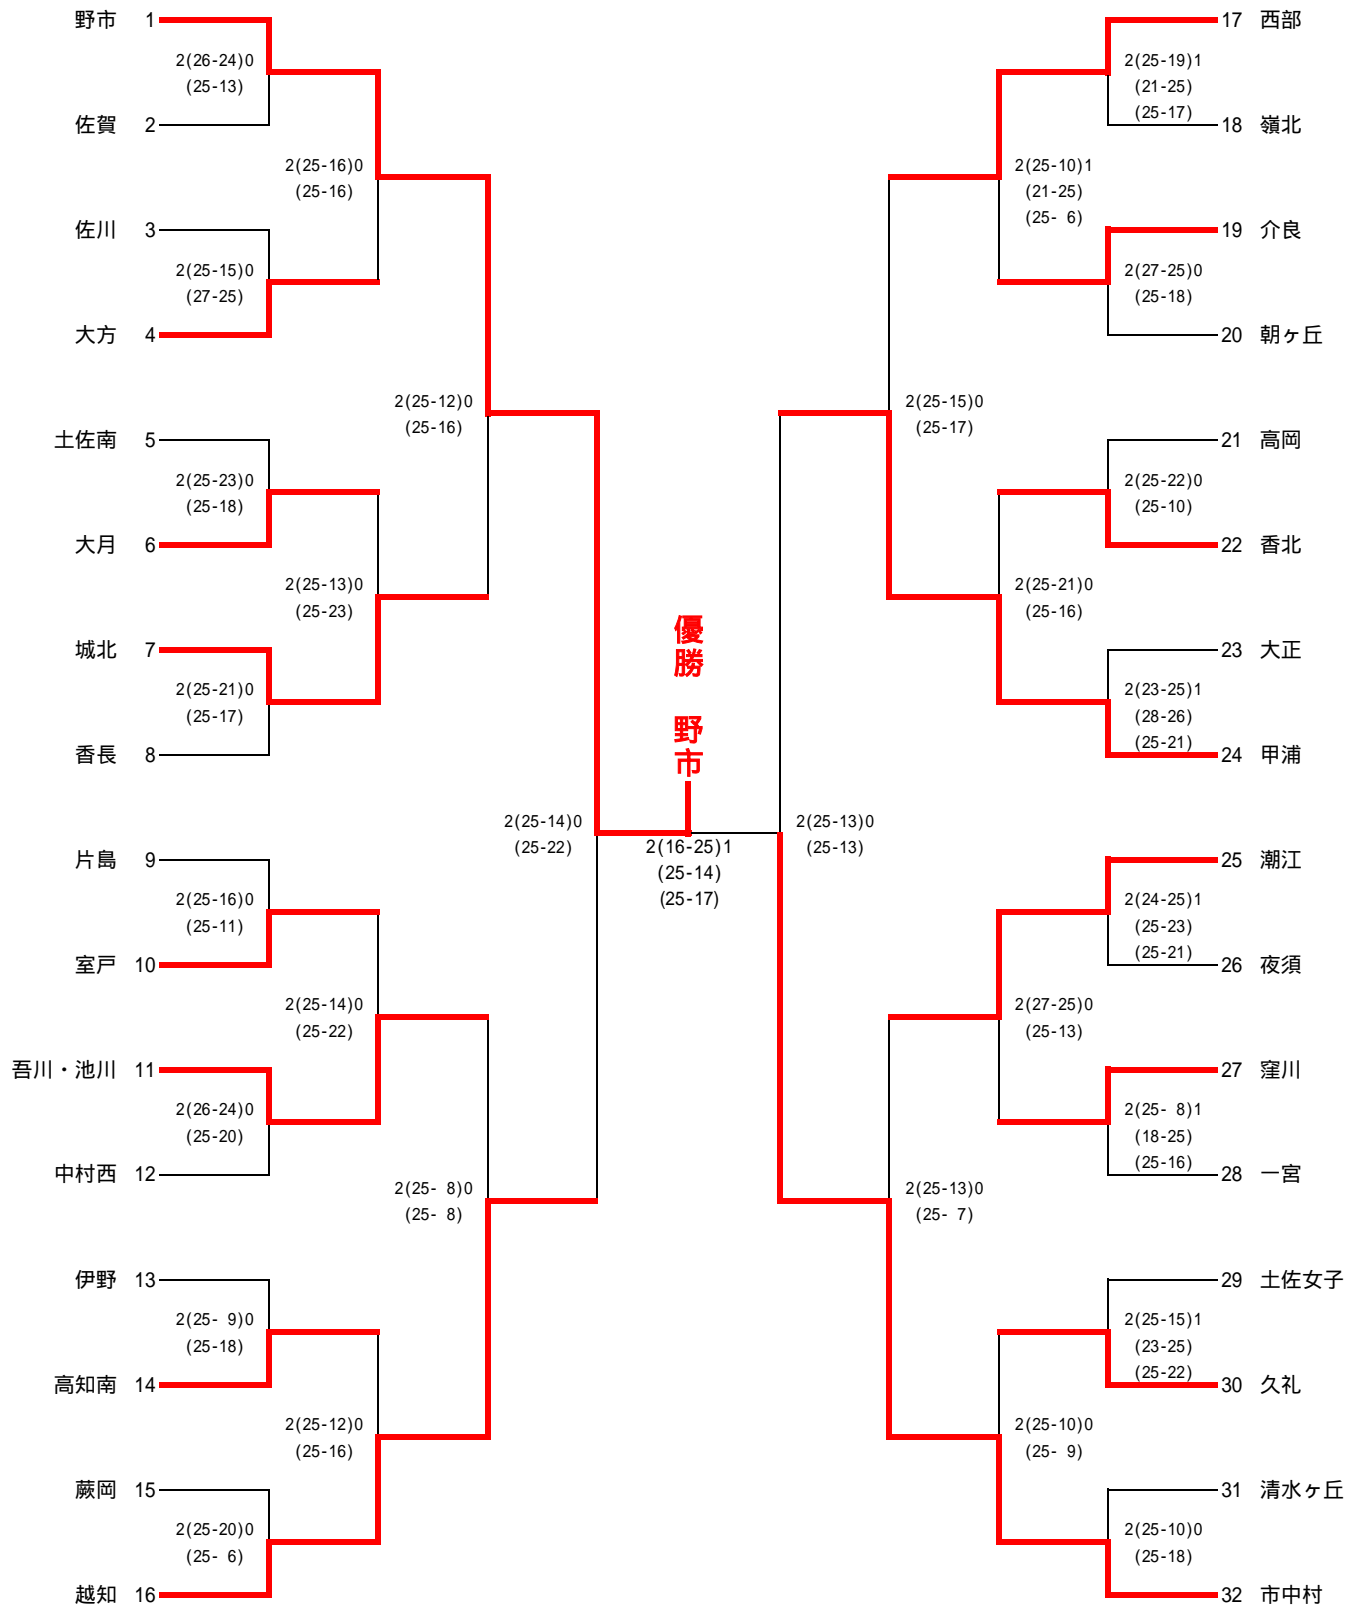 野市 1
2(26-24)0
(25-13)
佐賀 2
2(25-16)0
(25-16)
佐川 3
2(25-15)0
(27-25)
大方 4
2(25-12)0
(25-16)
土佐南 5
2(25-23)0
(25-18)
大月 6
2(25-13)0
(25-23)
城北 7
2(25-21)0
(25-17)
香長 8
2(25-14)0
(25-22)
片島 9
2(25-16)0
(25-11)
室戸 10
2(25-14)0
(25-22)
吾川・池川 11
2(26-24)0
(25-20)
中村西 12
2(25- 8)0
(25- 8)
伊野 13
2(25- 9)0
(25-18)
高知南 14
2(25-12)0
(25-16)
蕨岡 15
2(25-20)0
(25- 6)
越知 16
優勝 野市
2(16-25)1
(25-14)
(25-17)
17 西部
2(25-19)1
(21-25)
(25-17)
18 嶺北
2(25-10)1
(21-25)
(25- 6)
19 介良
2(27-25)0
(25-18)
20 朝ヶ丘
2(25-15)0
(25-17)
21 高岡
2(25-22)0
(25-10)
22 香北
2(25-21)0
(25-16)
23 大正
2(23-25)1
(28-26)
(25-21)
24 甲浦
2(25-13)0
(25-13)
25 潮江
2(24-25)1
(25-23)
(25-21)
26 夜須
2(27-25)0
(25-13)
27 窪川
2(25- 8)1
(18-25)
(25-16)
28 一宮
2(25-13)0
(25- 7)
29 土佐女子
2(25-15)1
(23-25)
(25-22)
30 久礼
2(25-10)0
(25- 9)
31 清水ヶ丘
2(25-10)0
(25-18)
32 市中村